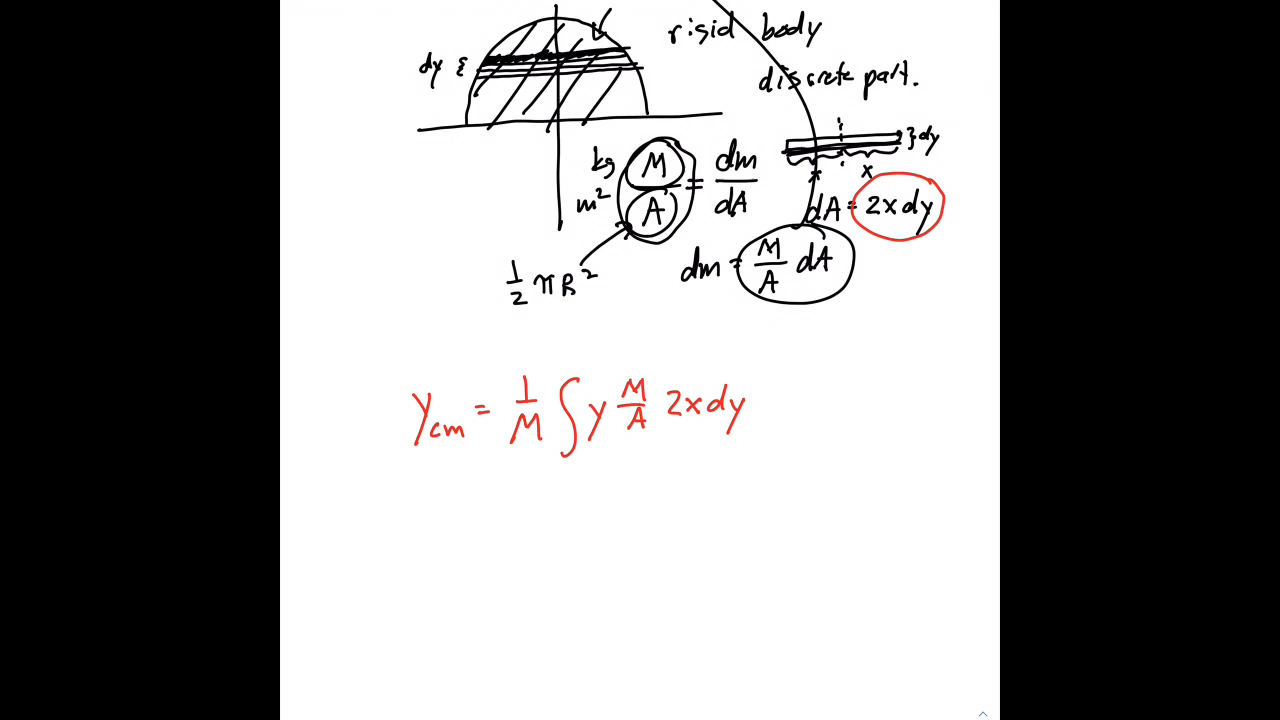 rigid body
dy {
discrete part.
} dy
x x
kg M = dm
m² A dA
dA = 2x dy
½ πR²
dm = M/A dA
y_cm = 1/M ∫ y M/A 2x dy